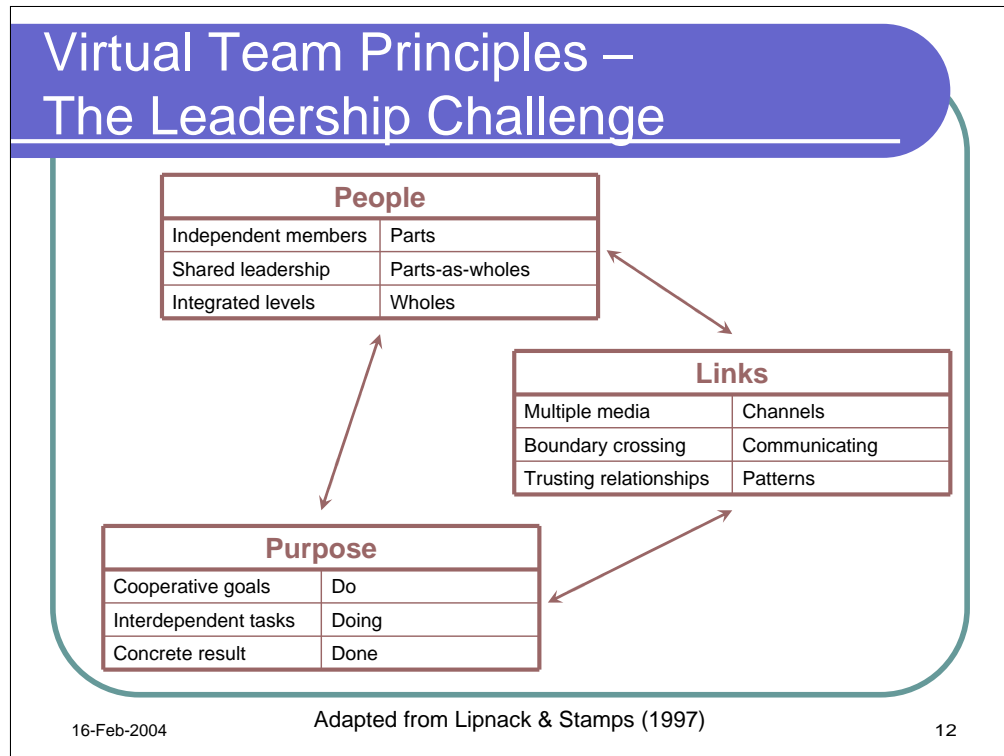 Virtual Team Principles –
The Leadership Challenge
People
Independent members Parts
Shared leadership Parts-as-wholes
Integrated levels Wholes
Links
Multiple media Channels
Boundary crossing Communicating
Trusting relationships Patterns
Purpose
Cooperative goals Do
Interdependent tasks Doing
Concrete result Done
16-Feb-2004 Adapted from Lipnack & Stamps (1997) 12